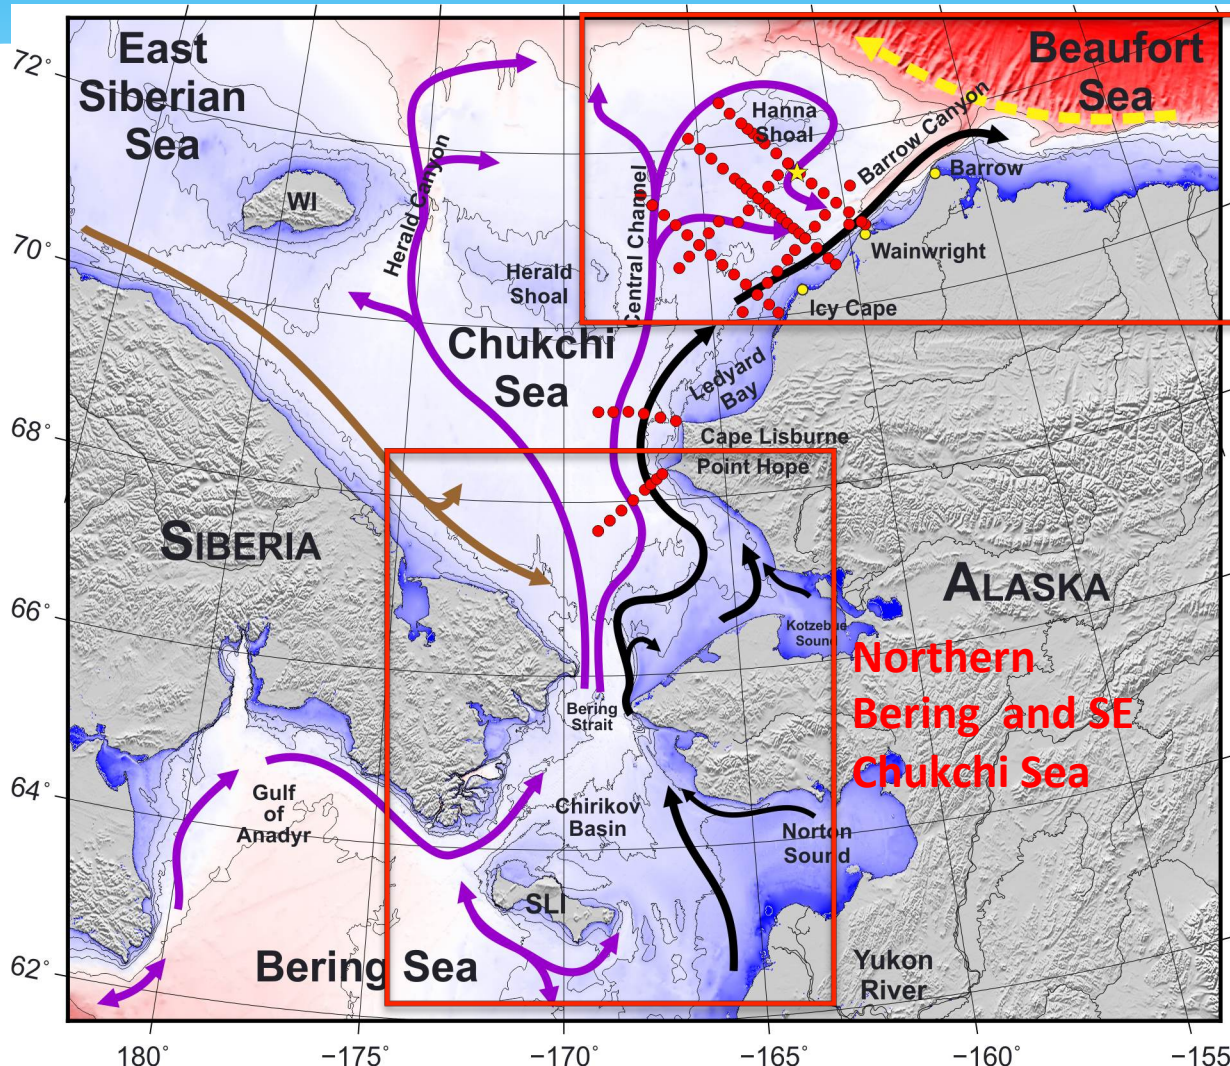 East
Siberian
Sea
Beaufort
Sea
72°
Hanna
Shoal
Barrow Canyon
Barrow
WI
Herald Canyon
Central Channel
Wainwright
70°
Herald
Shoal
Icy Cape
Chukchi
Sea
Ledyard
Bay
68°
Cape Lisburne
Point Hope
SIBERIA
ALASKA
66°
Kotzebue
Sound
Northern
Bering and SE
Chukchi Sea
Bering
Strait
64°
Gulf
of
Anadyr
Chirikov
Basin
Norton
Sound
SLI
62°
Bering Sea
Yukon
River
180°
−175°
−170°
−165°
−160°
−155